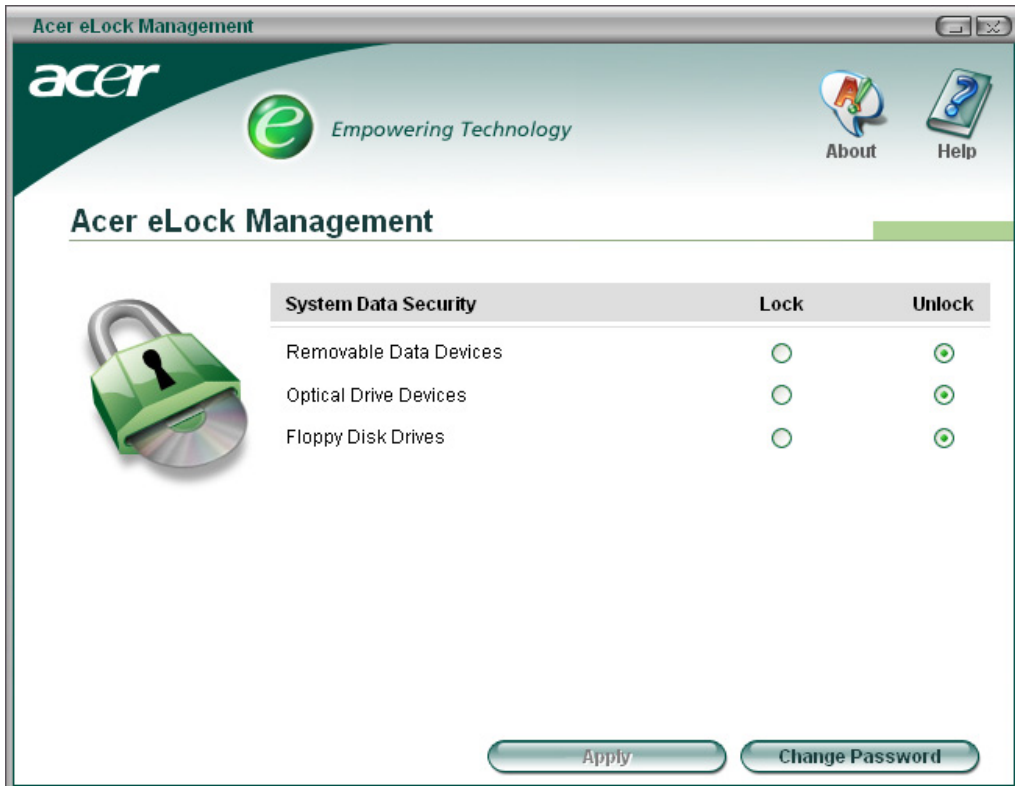 Acer eLock Management
acer
e Empowering Technology
About
Help
Acer eLock Management
System Data Security Lock Unlock
Removable Data Devices
Optical Drive Devices
Floppy Disk Drives
Apply
Change Password